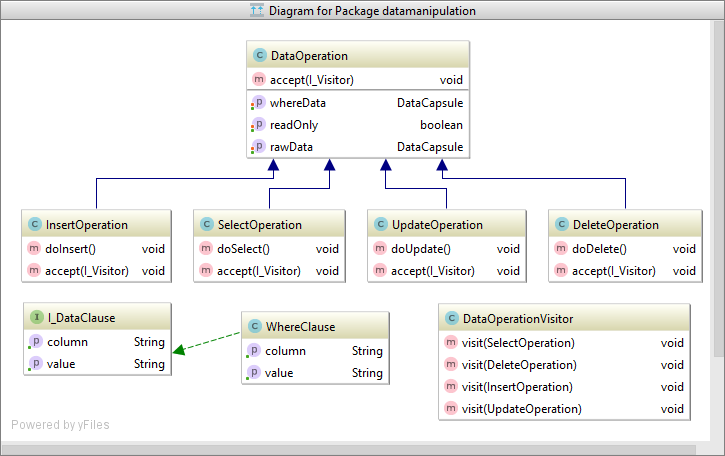 Diagram for Package datamanipulation
C DataOperation
m accept(I_Visitor) void
p whereData DataCapsule
p readOnly boolean
p rawData DataCapsule
C InsertOperation
m doInsert() void
m accept(I_Visitor) void
C SelectOperation
m doSelect() void
m accept(I_Visitor) void
C UpdateOperation
m doUpdate() void
m accept(I_Visitor) void
C DeleteOperation
m doDelete() void
m accept(I_Visitor) void
I I_DataClause
p column String
p value String
C WhereClause
p column String
p value String
C DataOperationVisitor
m visit(SelectOperation) void
m visit(DeleteOperation) void
m visit(InsertOperation) void
m visit(UpdateOperation) void
Powered by yFiles